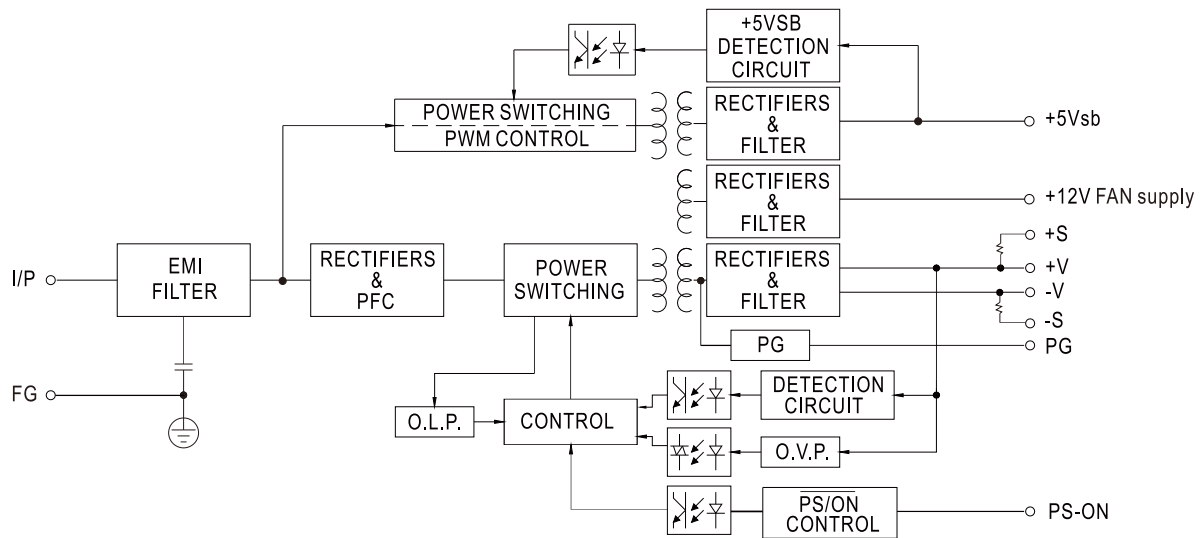 +5VSB
DETECTION
CIRCUIT
POWER SWITCHING
PWM CONTROL
RECTIFIERS
&
FILTER
+5Vsb
RECTIFIERS
&
FILTER
+12V FAN supply
I/P
EMI
FILTER
RECTIFIERS
&
PFC
POWER
SWITCHING
RECTIFIERS
&
FILTER
+S
+V
-V
-S
PG
PG
FG
O.L.P.
CONTROL
DETECTION
CIRCUIT
O.V.P.
PS/ON
CONTROL
PS-ON